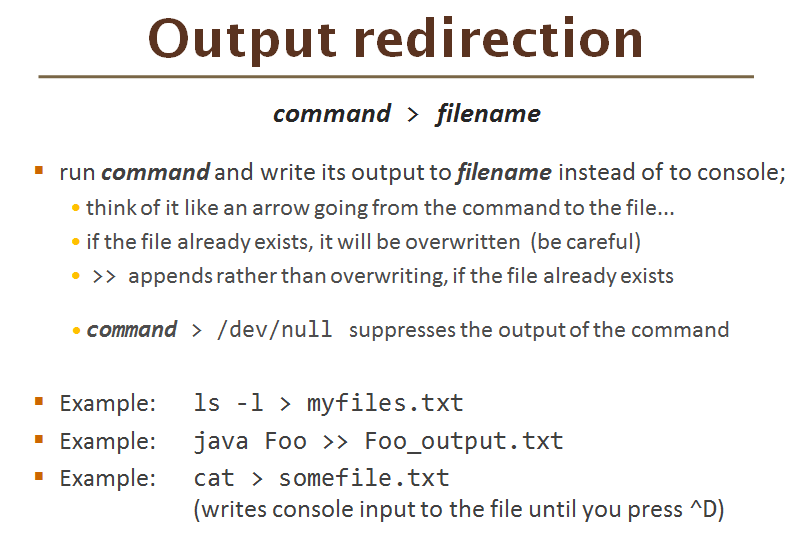 Output redirection
command > filename
▪ run command and write its output to filename instead of to console;
• think of it like an arrow going from the command to the file...
• if the file already exists, it will be overwritten (be careful)
• >> appends rather than overwriting, if the file already exists
• command > /dev/null suppresses the output of the command
▪ Example: ls -l > myfiles.txt
▪ Example: java Foo >> Foo_output.txt
▪ Example: cat > somefile.txt
(writes console input to the file until you press ^D)